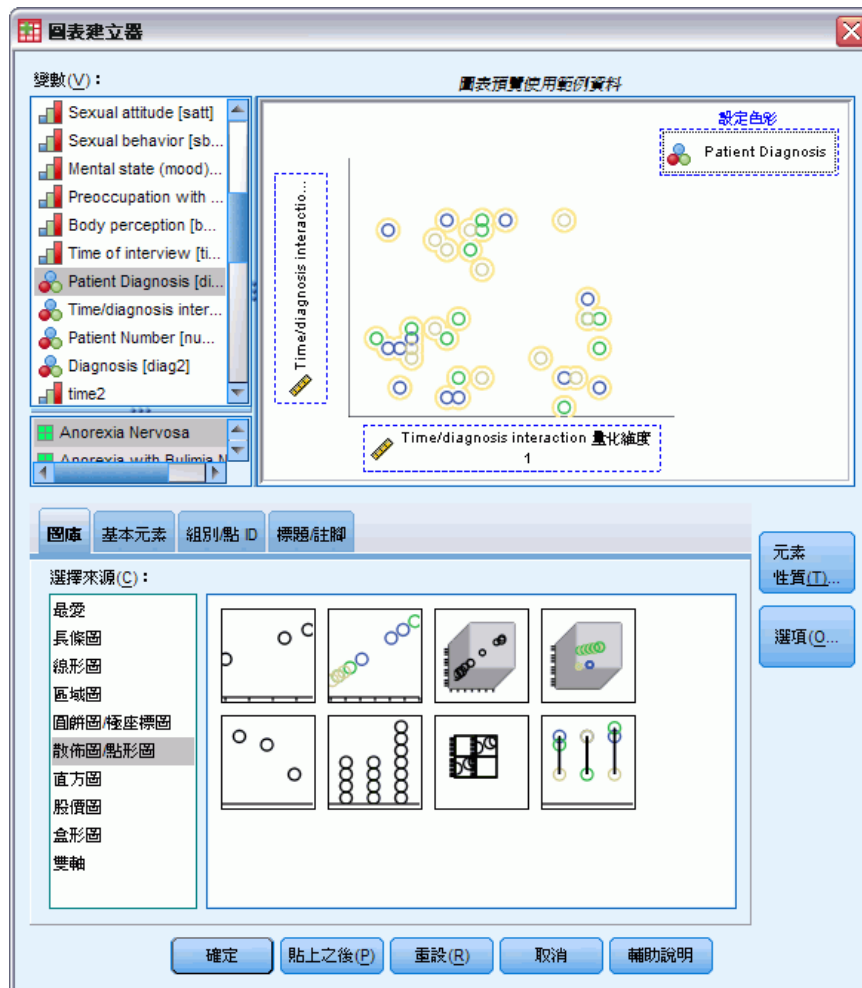 圖表建立器
變數(V)：
Sexual attitude [satt]
Sexual behavior [sb...
Mental state (mood)...
Preoccupation with ...
Body perception [b...
Time of interview [ti...
Patient Diagnosis [di...
Time/diagnosis inter...
Patient Number [nu...
Diagnosis [diag2]
time2
Anorexia Nervosa
Anorexia with Bulimia N
圖表預覽使用範例資料
設定色彩
Patient Diagnosis
Time/diagnosis interactio...
Time/diagnosis interaction 量化維度
1
圖庫
基本元素
組別/點 ID
標題/註腳
選擇來源(C)：
最愛
長條圖
線形圖
區域圖
圓餅圖/極座標圖
散佈圖/點形圖
直方圖
股價圖
盒形圖
雙軸
元素
性質(T)...
選項(O...
確定
貼上之後(P)
重設(R)
取消
輔助說明